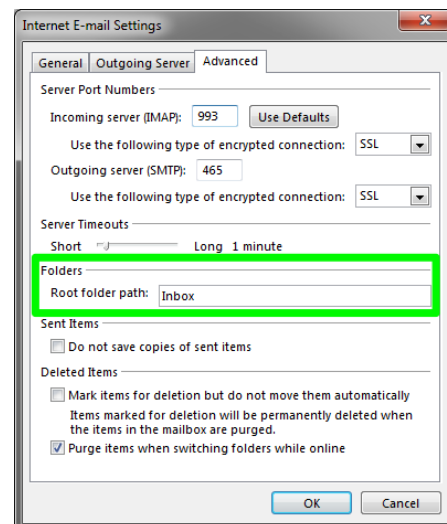 Internet E-mail Settings
General Outgoing Server Advanced
Server Port Numbers
Incoming server (IMAP): 993 Use Defaults
Use the following type of encrypted connection: SSL
Outgoing server (SMTP): 465
Use the following type of encrypted connection: SSL
Server Timeouts
Short Long 1 minute
Folders
Root folder path: Inbox
Sent Items
Do not save copies of sent items
Deleted Items
Mark items for deletion but do not move them automatically
Items marked for deletion will be permanently deleted when
the items in the mailbox are purged.
Purge items when switching folders while online
OK Cancel